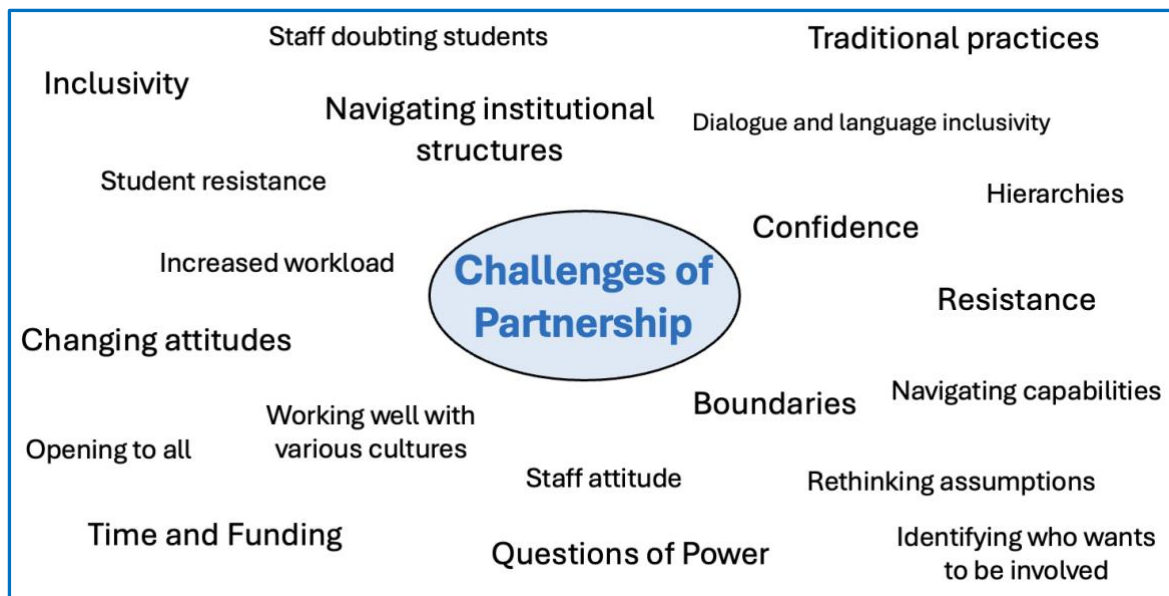 Staff doubting students
Traditional practices
Inclusivity
Navigating institutional
structures
Dialogue and language inclusivity
Student resistance
Hierarchies
Confidence
Increased workload
Challenges of
Partnership
Resistance
Changing attitudes
Boundaries
Navigating capabilities
Working well with
various cultures
Opening to all
Staff attitude
Rethinking assumptions
Time and Funding
Questions of Power
Identifying who wants
to be involved